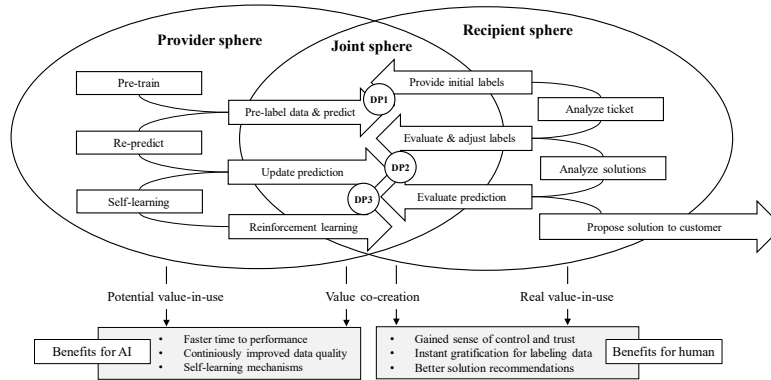 Provider sphere
Joint sphere
Recipient sphere
Pre-train
Provide initial labels
DP1
Pre-label data & predict
Analyze ticket
Re-predict
Evaluate & adjust labels
DP2
Update prediction
Analyze solutions
Self-learning
DP3
Evaluate prediction
Reinforcement learning
Propose solution to customer
Potential value-in-use
Value co-creation
Real value-in-use
Benefits for AI
• Faster time to performance
• Continiously improved data quality
• Self-learning mechanisms
• Gained sense of control and trust
• Instant gratification for labeling data
• Better solution recommendations
Benefits for human